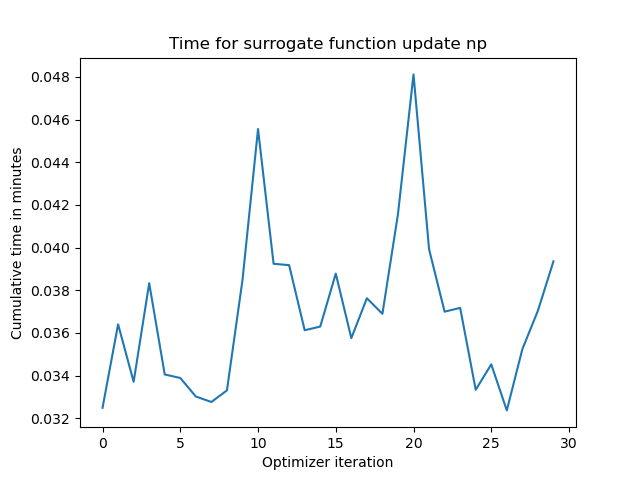 Time for surrogate function update np
Cumulative time in minutes
0.048
0.046
0.044
0.042
0.040
0.038
0.036
0.034
0.032
0 5 10 15 20 25 30
Optimizer iteration